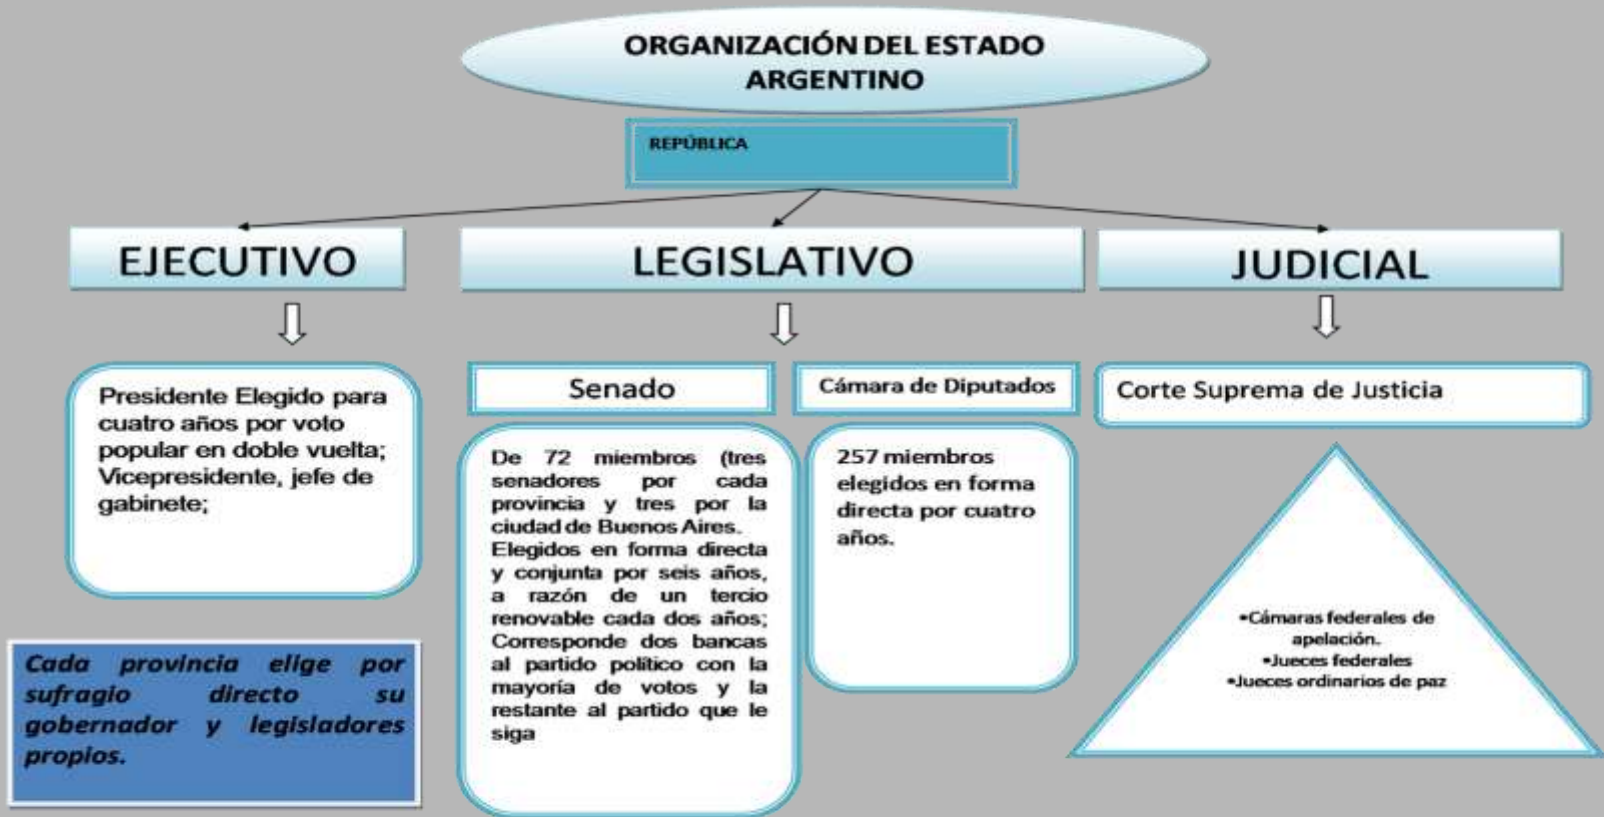 ORGANIZACIÓN DEL ESTADO
ARGENTINO
REPÚBLICA
EJECUTIVO
LEGISLATIVO
JUDICIAL
Presidente Elegido para
cuatro años por voto
popular en doble vuelta;
Vicepresidente, jefe de
gabinete;
Cada provincia elige por
sufragio directo su
gobernador y legisladores
propios.
Senado
De 72 miembros (tres
senadores por cada
provincia y tres por la
ciudad de Buenos Aires.
Elegidos en forma directa
y conjunta por seis años,
a razón de un tercio
renovable cada dos años;
Corresponde dos bancas
al partido político con la
mayoría de votos y la
restante al partido que le
siga
Cámara de Diputados
257 miembros
elegidos en forma
directa por cuatro
años.
Corte Suprema de Justicia
•Cámaras federales de
apelación.
•Jueces federales
•Jueces ordinarios de paz